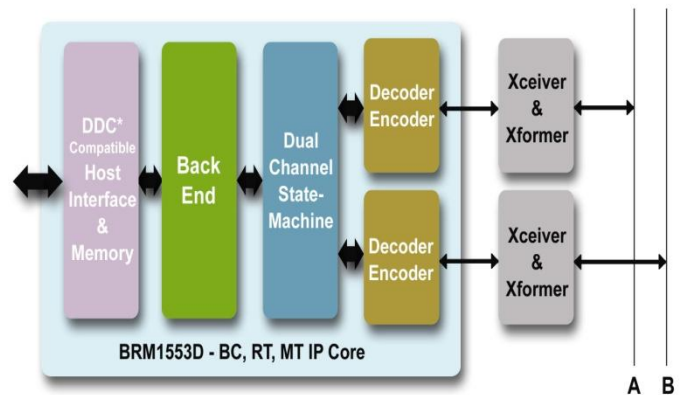 DDC*
Compatible
Host
Interface
&
Memory
Back
End
Dual
Channel
State-
Machine
Decoder
Encoder
Decoder
Encoder
Xceiver
&
Xformer
Xceiver
&
Xformer
BRM1553D - BC, RT, MT IP Core
A B